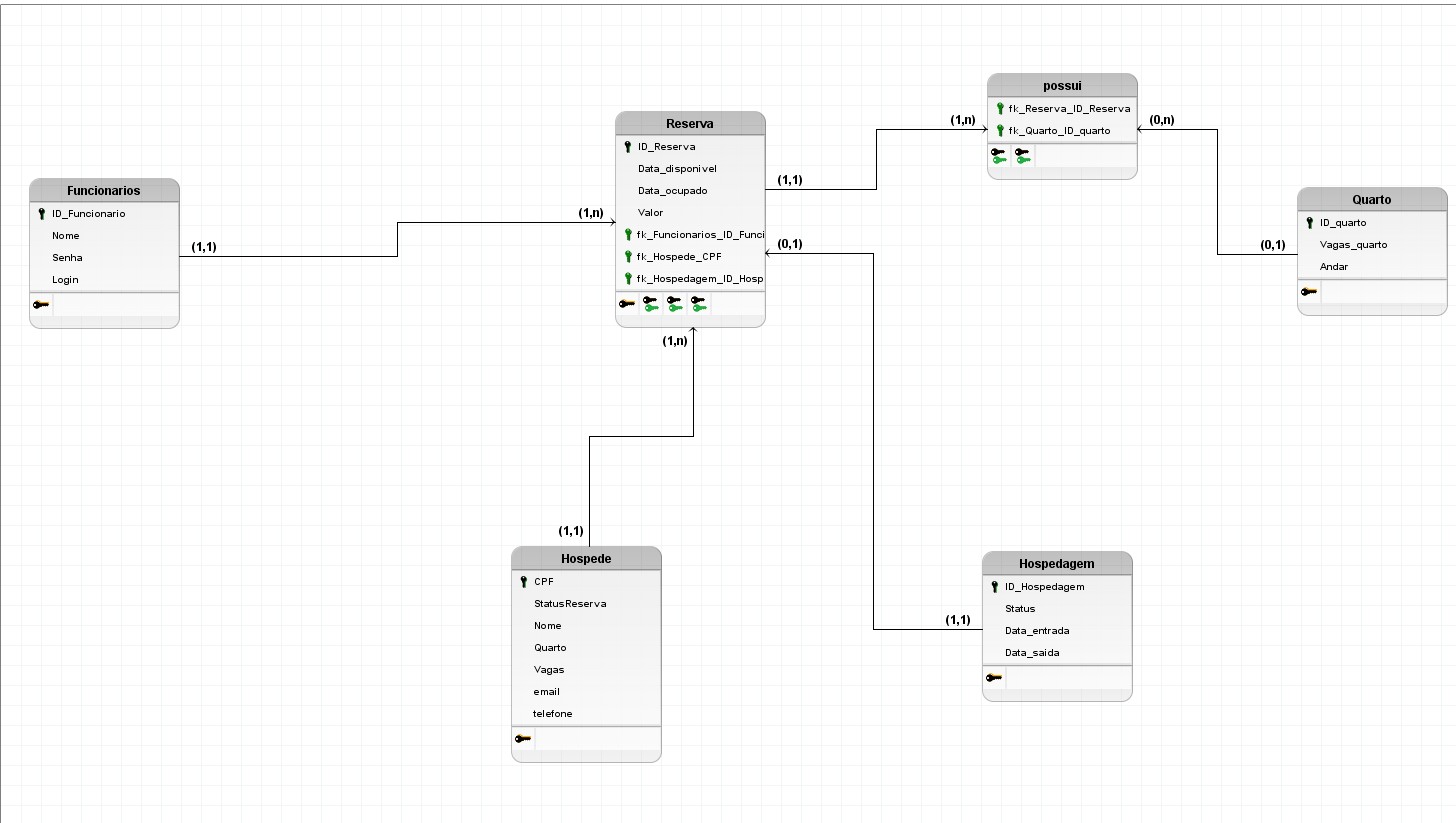 Funcionarios
ID_Funcionario
Nome
Senha
Login
(1,1)
(1,n)
Reserva
ID_Reserva
Data_disponivel
Data_ocupado
Valor
fk_Funcionarios_ID_Funci
fk_Hospede_CPF
fk_Hospedagem_ID_Hosp
(1,1)
(0,1)
(1,n)
(1,n)
possui
fk_Reserva_ID_Reserva
fk_Quarto_ID_quarto
(0,n)
(0,1)
Quarto
ID_quarto
Vagas_quarto
Andar
(1,1)
Hospede
CPF
StatusReserva
Nome
Quarto
Vagas
email
telefone
(1,1)
Hospedagem
ID_Hospedagem
Status
Data_entrada
Data_saida